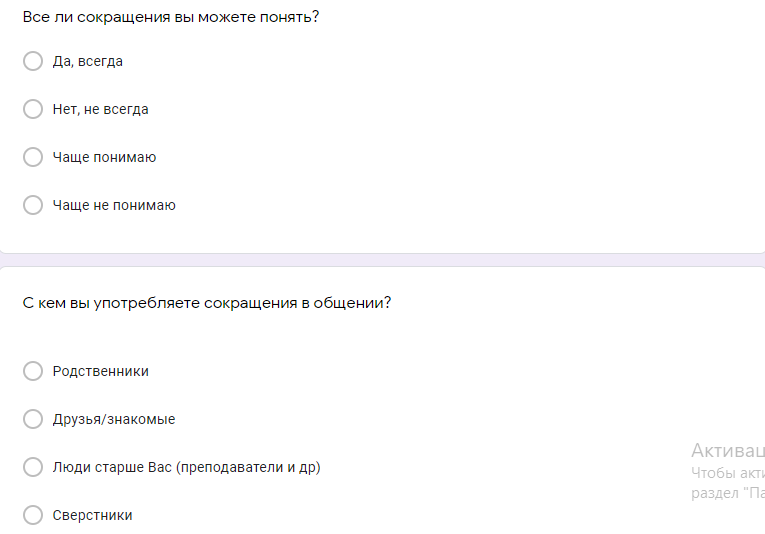 Все ли сокращения вы можете понять?
Да, всегда
Нет, не всегда
Чаще понимаю
Чаще не понимаю
С кем вы употребляете сокращения в общении?
Родственники
Друзья/знакомые
Люди старше Вас (преподаватели и др)
Сверстники
Активац
Чтобы акти
раздел "Па